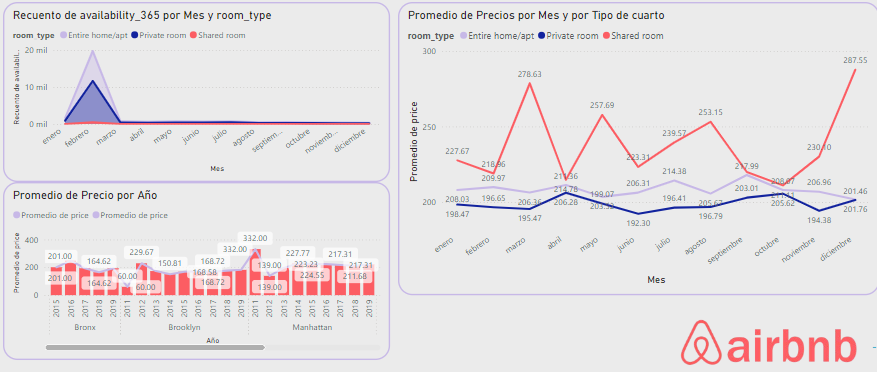 Recuento de availability_365 por Mes y room_type
room_type Entire home/apt Private room Shared room
Recuento de availabil...
20 mil
10 mil
0 mil
enero febrero marzo abril mayo junio julio agosto septiem... octubre noviemb... diciembre
Mes
Promedio de Precio por Año
Promedio de price Promedio de price
Promedio de price
400
200
0
332.00
229.67 332.00 227.77 217.31
201.00 164.62 150.81 168.72 139.00 223.23 217.31
201.00 60.00 168.58 224.55 211.68
164.62 60.00 168.72 139.00
2015 2016 2017 2018 2019 2011 2012 2013 2014 2015 2016 2017 2018 2019 2011 2012 2013 2014 2015 2016 2017 2018 2019
Bronx Brooklyn Manhattan
Año
Promedio de Precios por Mes y por Tipo de cuarto
room_type Entire home/apt Private room Shared room
Promedio de price
300
250
200
227.67 218.96 278.63 257.69 223.31 239.57 253.15 217.99 230.10 287.55
208.03 209.97 206.36 214.78 199.07 206.31 214.38 205.67 208.07 206.96 201.46
198.47 196.65 195.47 206.28 192.30 196.41 196.79 203.01 205.62 194.38 201.76
enero febrero marzo abril mayo junio julio agosto septiembre octubre noviembre diciembre
Mes
airbnb